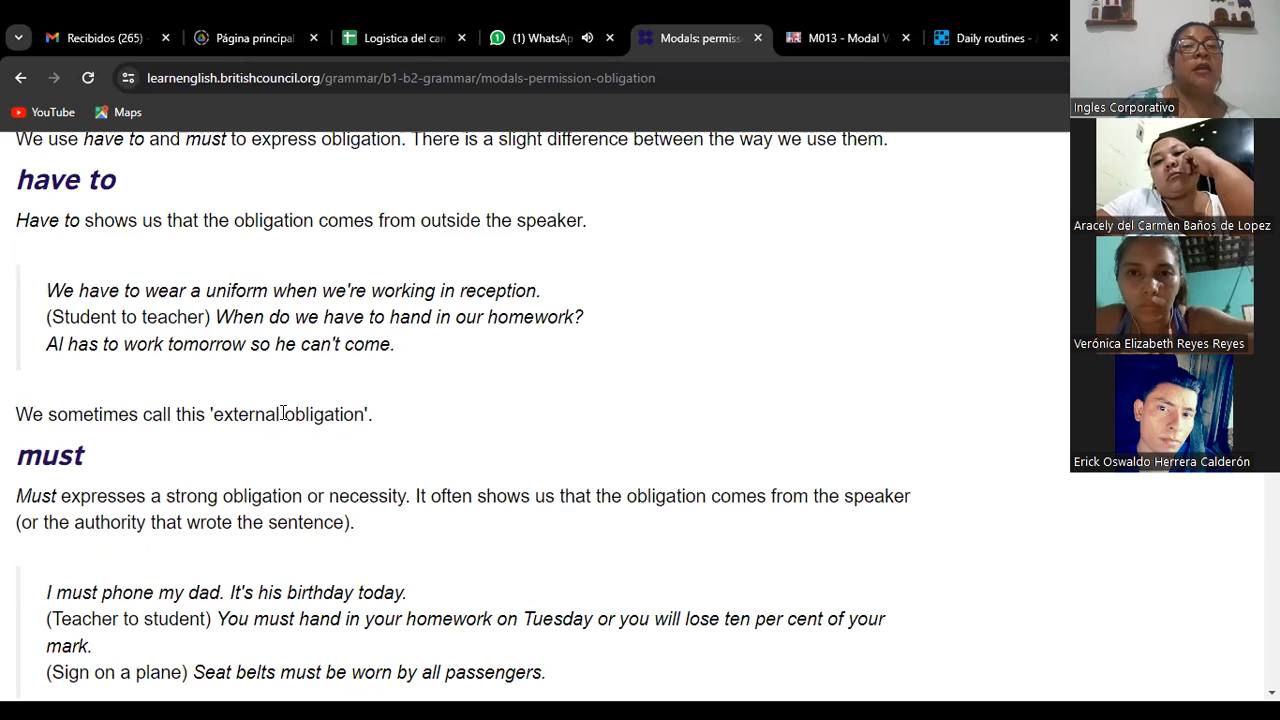 Recibidos (265)
Página principal
Logistica del car
(1) WhatsAp
Modals: permiss
M013 - Modal V
Daily routines -
learnenglish.britishcouncil.org/grammar/b1-b2-grammar/modals-permission-obligation
YouTube
Maps
We use have to and must to express obligation. There is a slight difference between the way we use them.
have to
Have to shows us that the obligation comes from outside the speaker.
We have to wear a uniform when we're working in reception.
(Student to teacher) When do we have to hand in our homework?
Al has to work tomorrow so he can't come.
We sometimes call this 'external obligation'.
must
Must expresses a strong obligation or necessity. It often shows us that the obligation comes from the speaker
(or the authority that wrote the sentence).
I must phone my dad. It's his birthday today.
(Teacher to student) You must hand in your homework on Tuesday or you will lose ten per cent of your
mark.
(Sign on a plane) Seat belts must be worn by all passengers.
Ingles Corporativo
Aracely del Carmen Baños de Lopez
Verónica Elizabeth Reyes Reyes
Erick Oswaldo Herrera Calderón